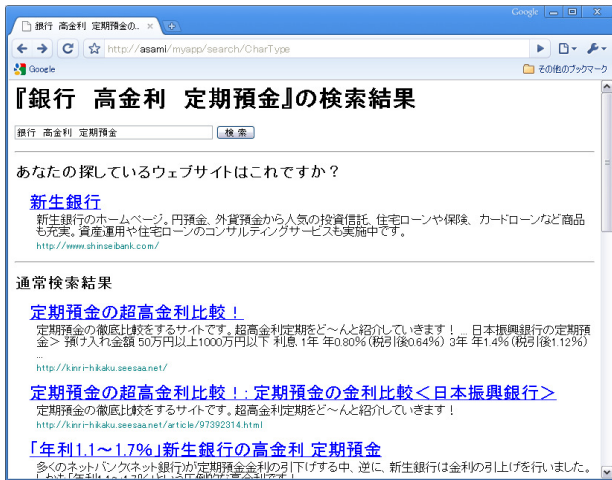 Google
銀行 高金利 定期預金の..
http://asami/myapp/search/CharType
Google
その他のブックマーク
『銀行 高金利 定期預金』の検索結果
銀行 高金利 定期預金
検索
あなたの探しているウェブサイトはこれですか？
新生銀行
新生銀行のホームページ。円預金、外貨預金から人気の投資信託、住宅ローンや保険、カードローンなど商品
も充実。資産運用や住宅ローンのコンサルティングサービスも実施中です。
http://www.shinseibank.com/
通常検索結果
定期預金の超高金利比較！
定期預金の徹底比較をするサイトです。超高金利定期をど～んと紹介していきます！ ... 日本振興銀行の定期預
金＞ 預け入れ金額 50万円以上1000万円以下 利息 1年 年0.80%（税引後0.64%） 3年 年1.4%（税引後1.12%）
...
http://kinri-hikaku.seesaa.net/
定期預金の超高金利比較！: 定期預金の金利比較＜日本振興銀行＞
定期預金の徹底比較をするサイトです。超高金利定期をど～んと紹介していきます！
http://kinri-hikaku.seesaa.net/article/97392314.html
「年利1.1～1.7%」新生銀行の高金利 定期預金
多くのネットバンク(ネット銀行)が定期預金金利の引下げする中、逆に、新生銀行は金利の引上げを行いました。